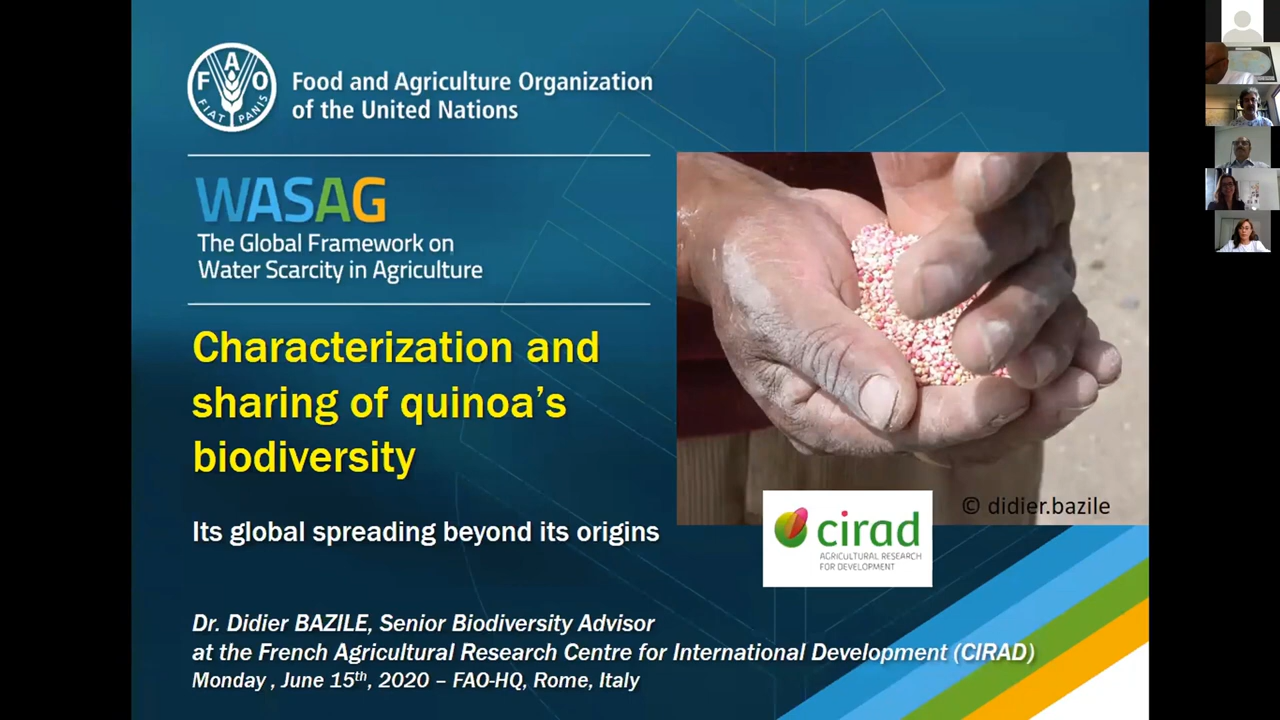 FAO
FIAT PANIS
Food and Agriculture Organization
of the United Nations
WASAG
The Global Framework on
Water Scarcity in Agriculture
Characterization and
sharing of quinoa's
biodiversity
Its global spreading beyond its origins
© didier.bazile
cirad
AGRICULTURAL RESEARCH
FOR DEVELOPMENT
Dr. Didier BAZILE, Senior Biodiversity Advisor
at the French Agricultural Research Centre for International Development (CIRAD)
Monday , June 15th, 2020 – FAO-HQ, Rome, Italy